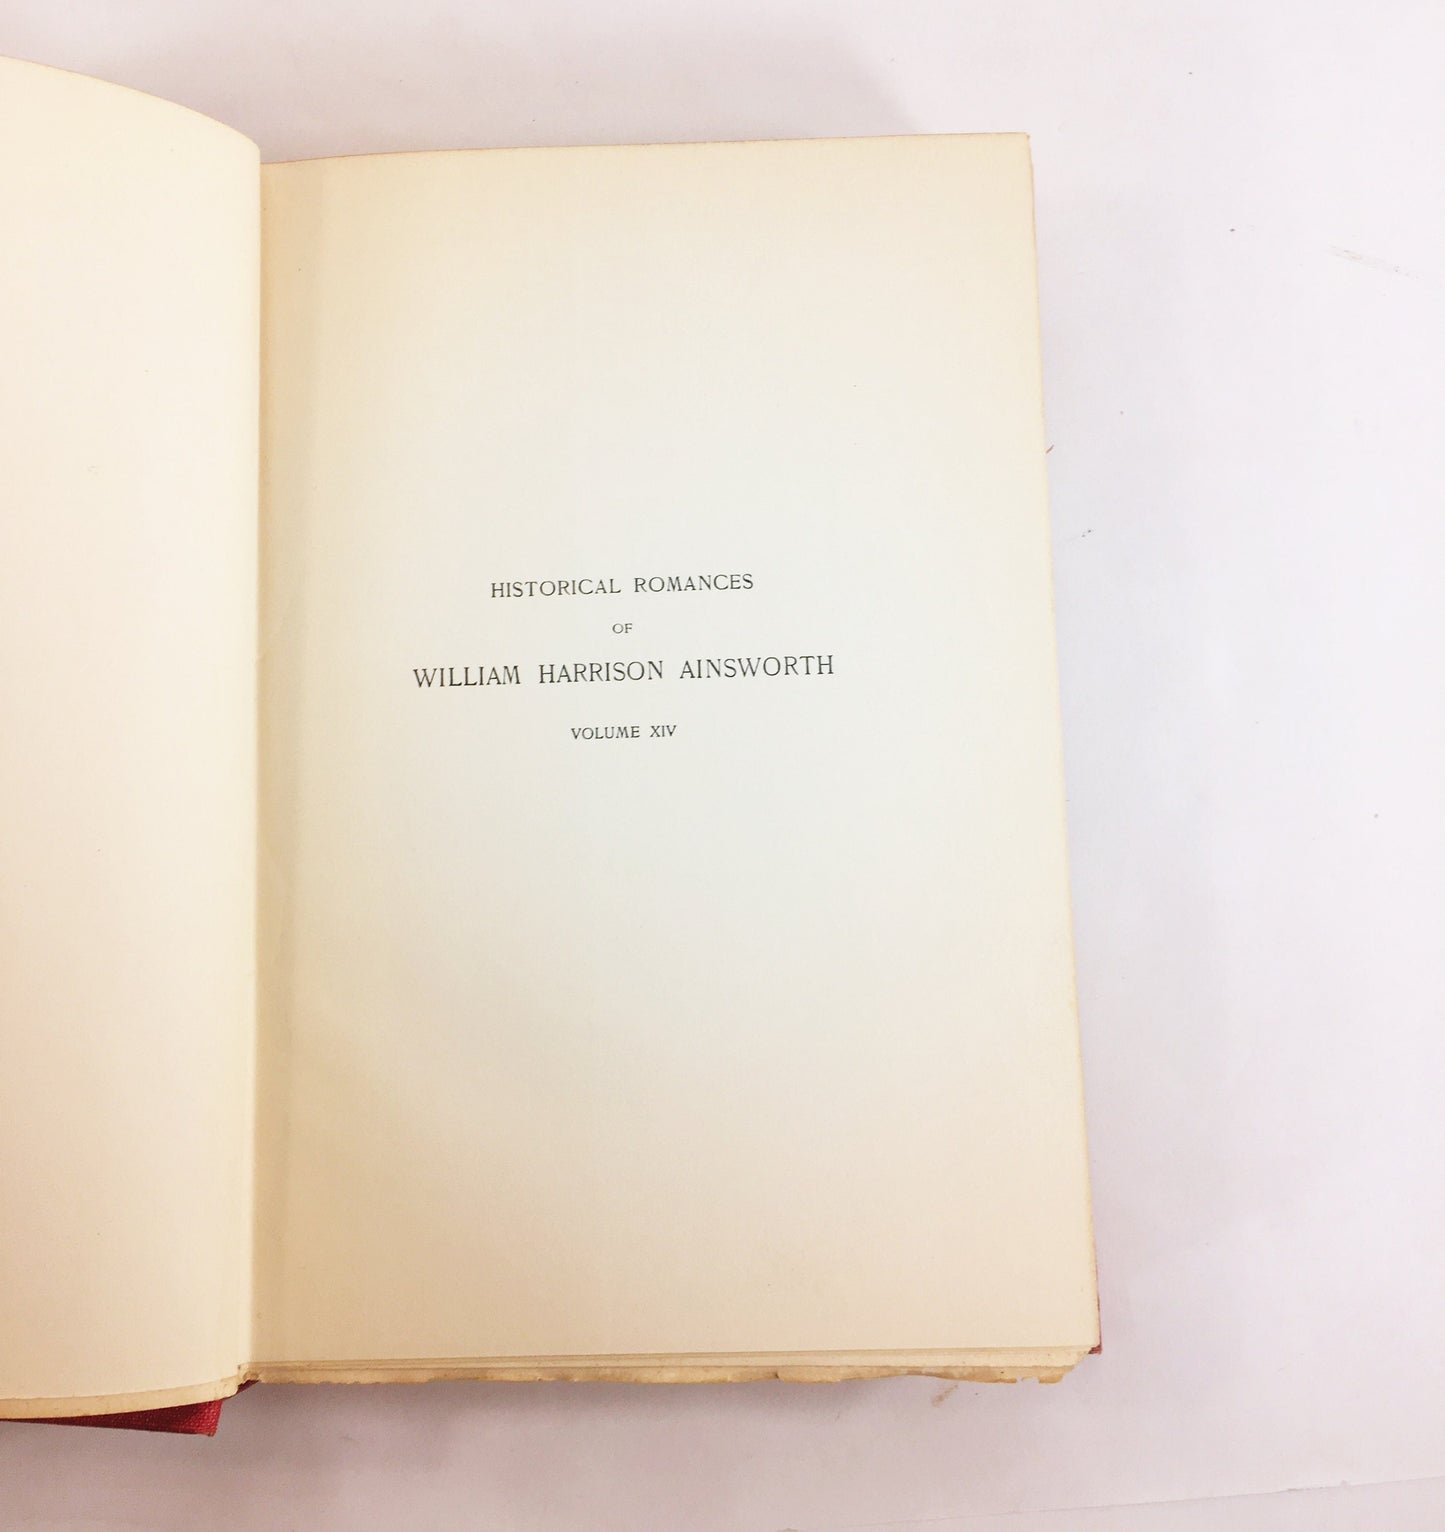 HISTORICAL ROMANCES
OF
WILLIAM HARRISON AINSWORTH
VOLUME XIV